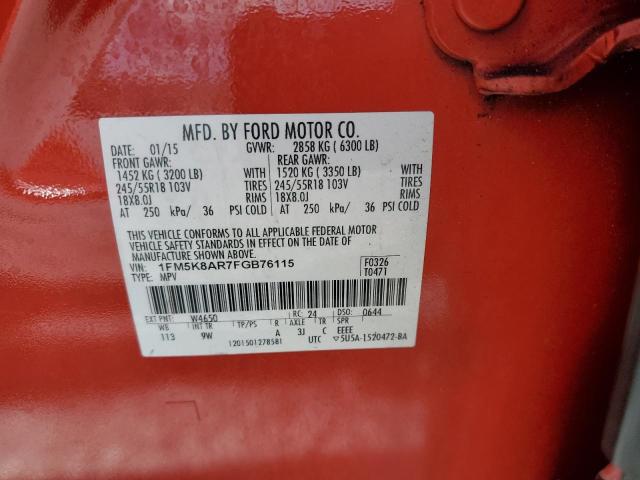 MFD. BY FORD MOTOR CO.
DATE: 01/15 GVWR: 2858 KG ( 6300 LB)
FRONT GAWR: REAR GAWR:
1452 KG ( 3200 LB) WITH 1520 KG ( 3350 LB) WITH
245/55R18 103V TIRES 245/55R18 103V TIRES
18X8.0J RIMS 18X8.0J RIMS
AT 250 kPa/ 36 PSI COLD AT 250 kPa/ 36 PSI COLD
THIS VEHICLE CONFORMS TO ALL APPLICABLE FEDERAL MOTOR
VEHICLE SAFETY STANDARDS IN EFFECT ON THE DATE OF
MANUFACTURE SHOWN ABOVE.
VIN: 1FM5K8AR7FGB76115 F0326
TYPE: MPV T0471
EXT PNT: W4650 RC: 24 DSO: 0644
WB INT TR TP/PS R AXLE TR SPR
113 9W A 3J C EEEE
1201501278581 UTC 5U5A-1520472-BA